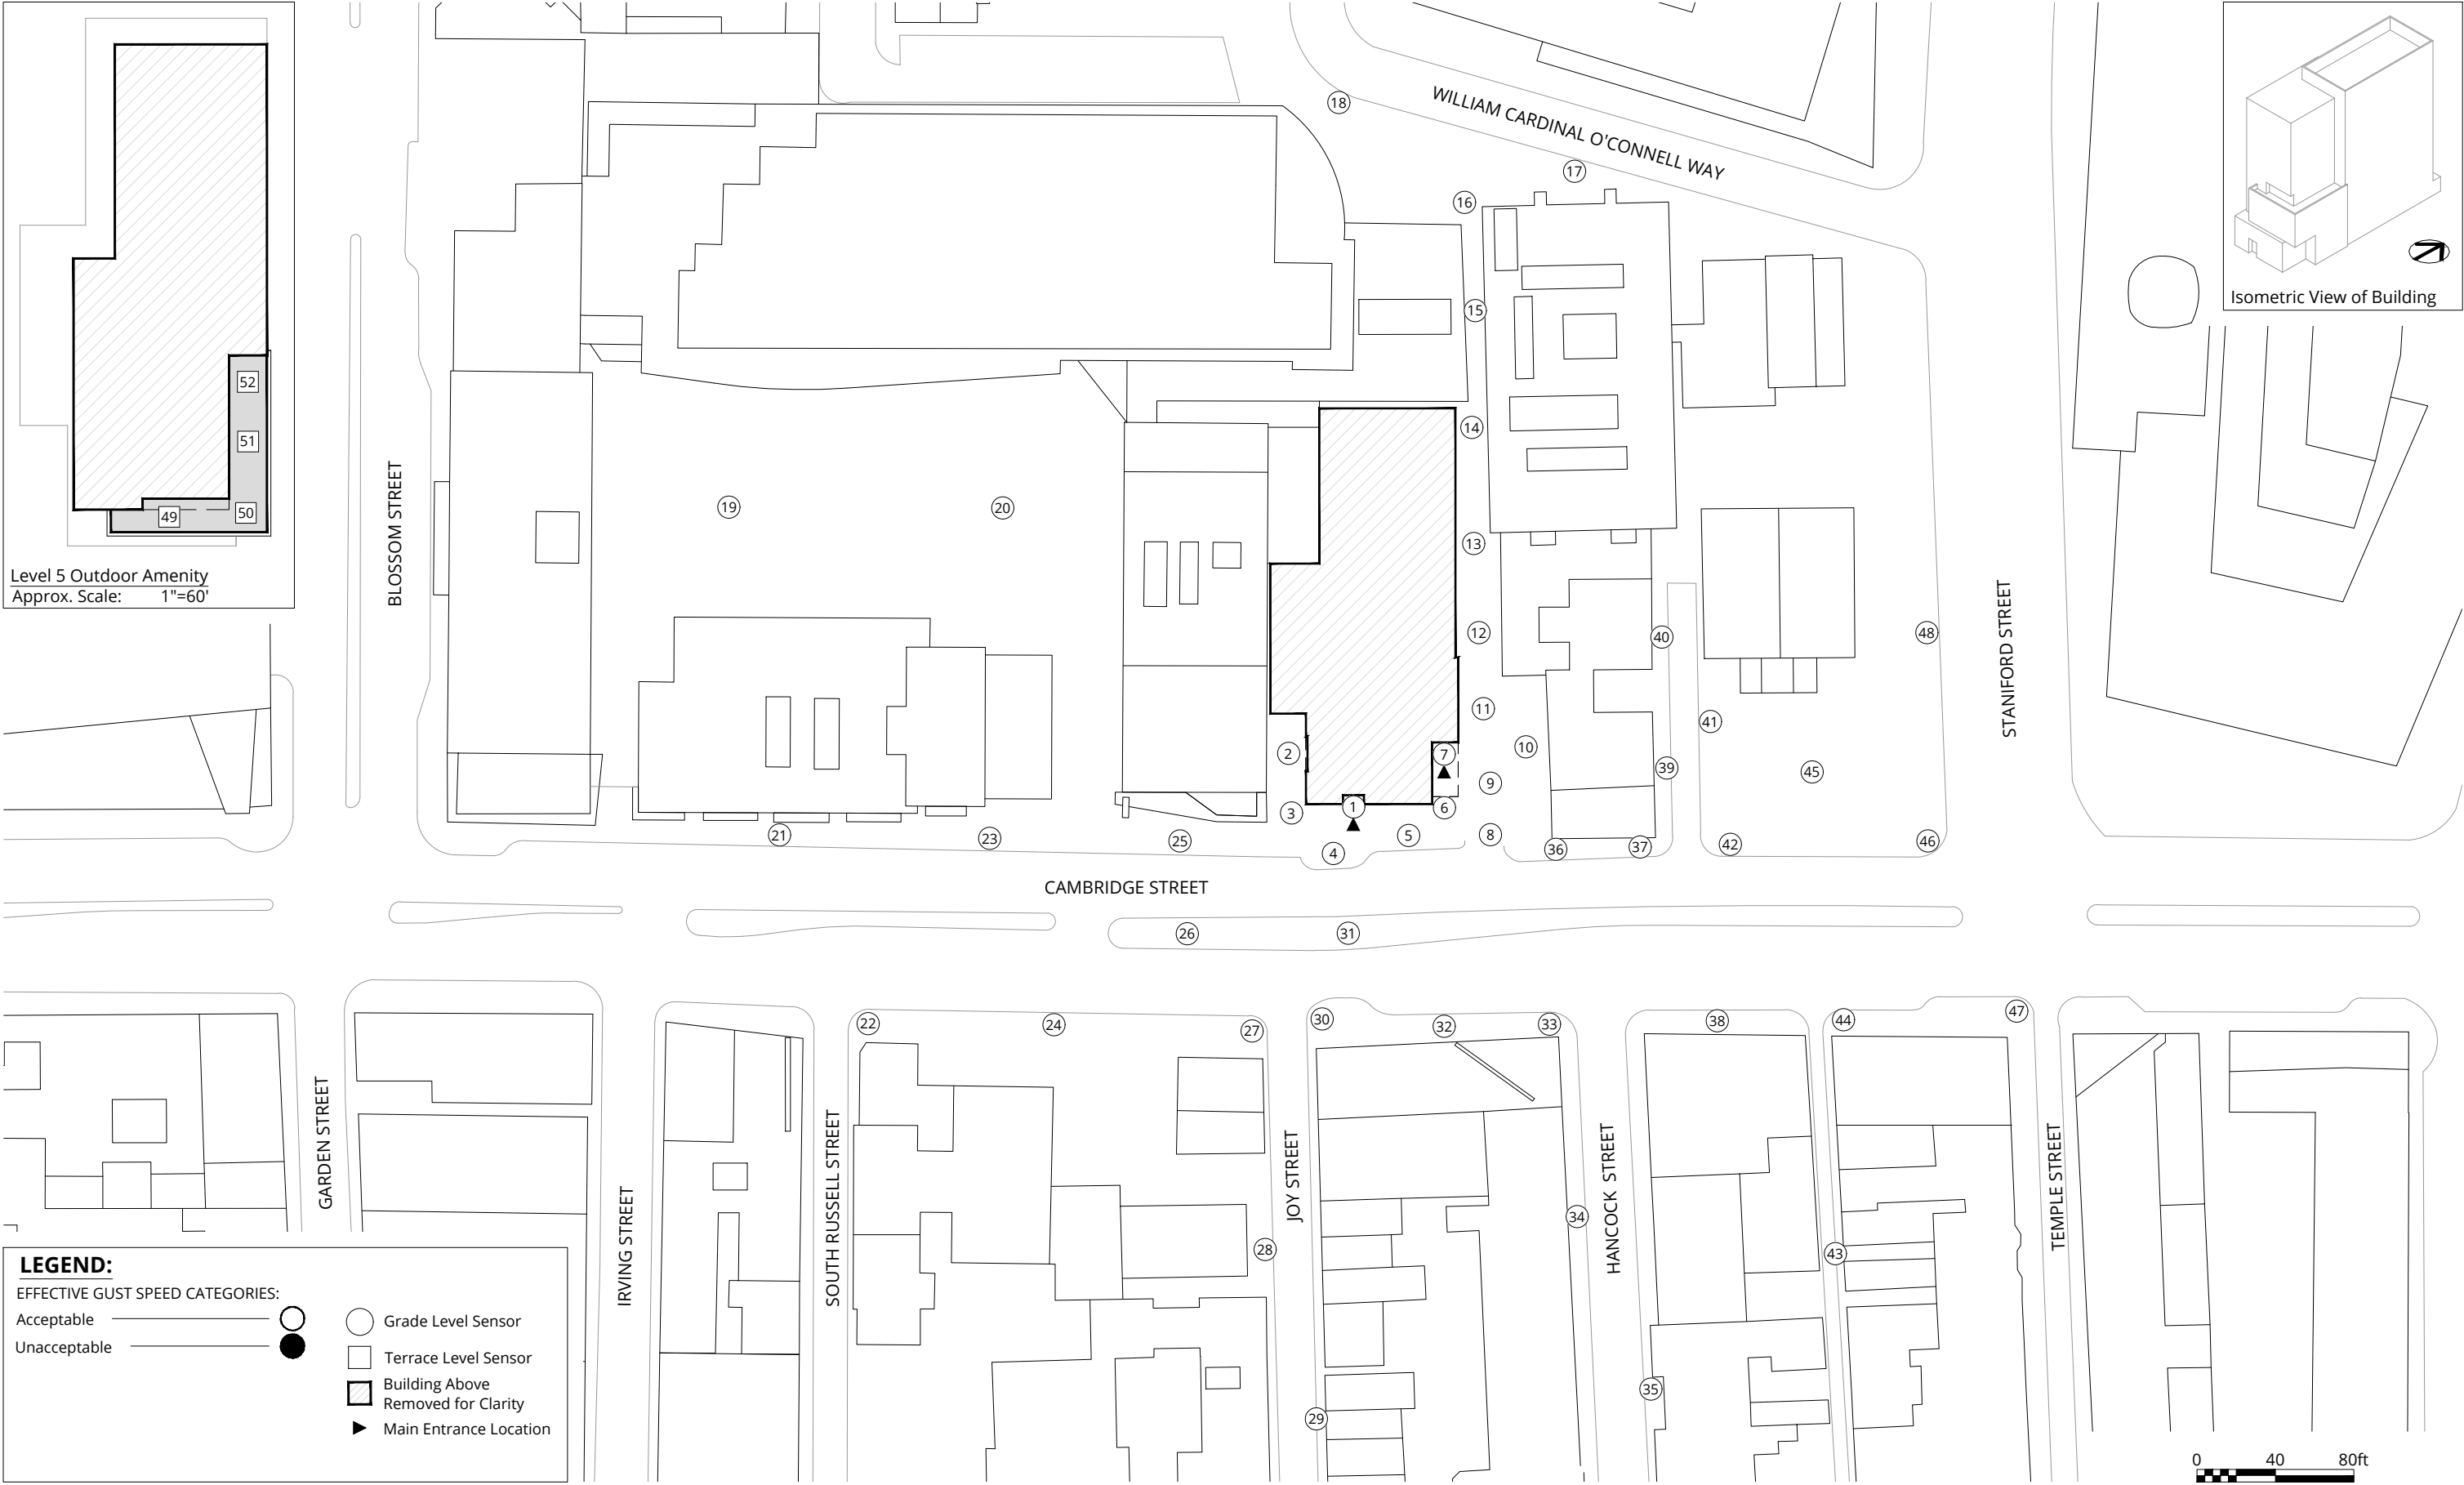 WILLIAM CARDINAL O'CONNELL WAY
Isometric View of Building
18
17
16
15
14
13
12
11
10
9
8
7
6
5
4
3
2
1
52
51
50
49
Level 5 Outdoor Amenity
Approx. Scale: 1"=60'
BLOSSOM STREET
19
20
STANIFORD STREET
40
48
41
39
45
21
23
25
36
37
42
46
CAMBRIDGE STREET
26
31
22
24
27
30
32
33
38
44
47
GARDEN STREET
IRVING STREET
SOUTH RUSSELL STREET
JOY STREET
HANCOCK STREET
TEMPLE STREET
28
34
43
29
35
LEGEND:
EFFECTIVE GUST SPEED CATEGORIES:
Acceptable
Unacceptable
Grade Level Sensor
Terrace Level Sensor
Building Above
Removed for Clarity
Main Entrance Location
0 40 80ft